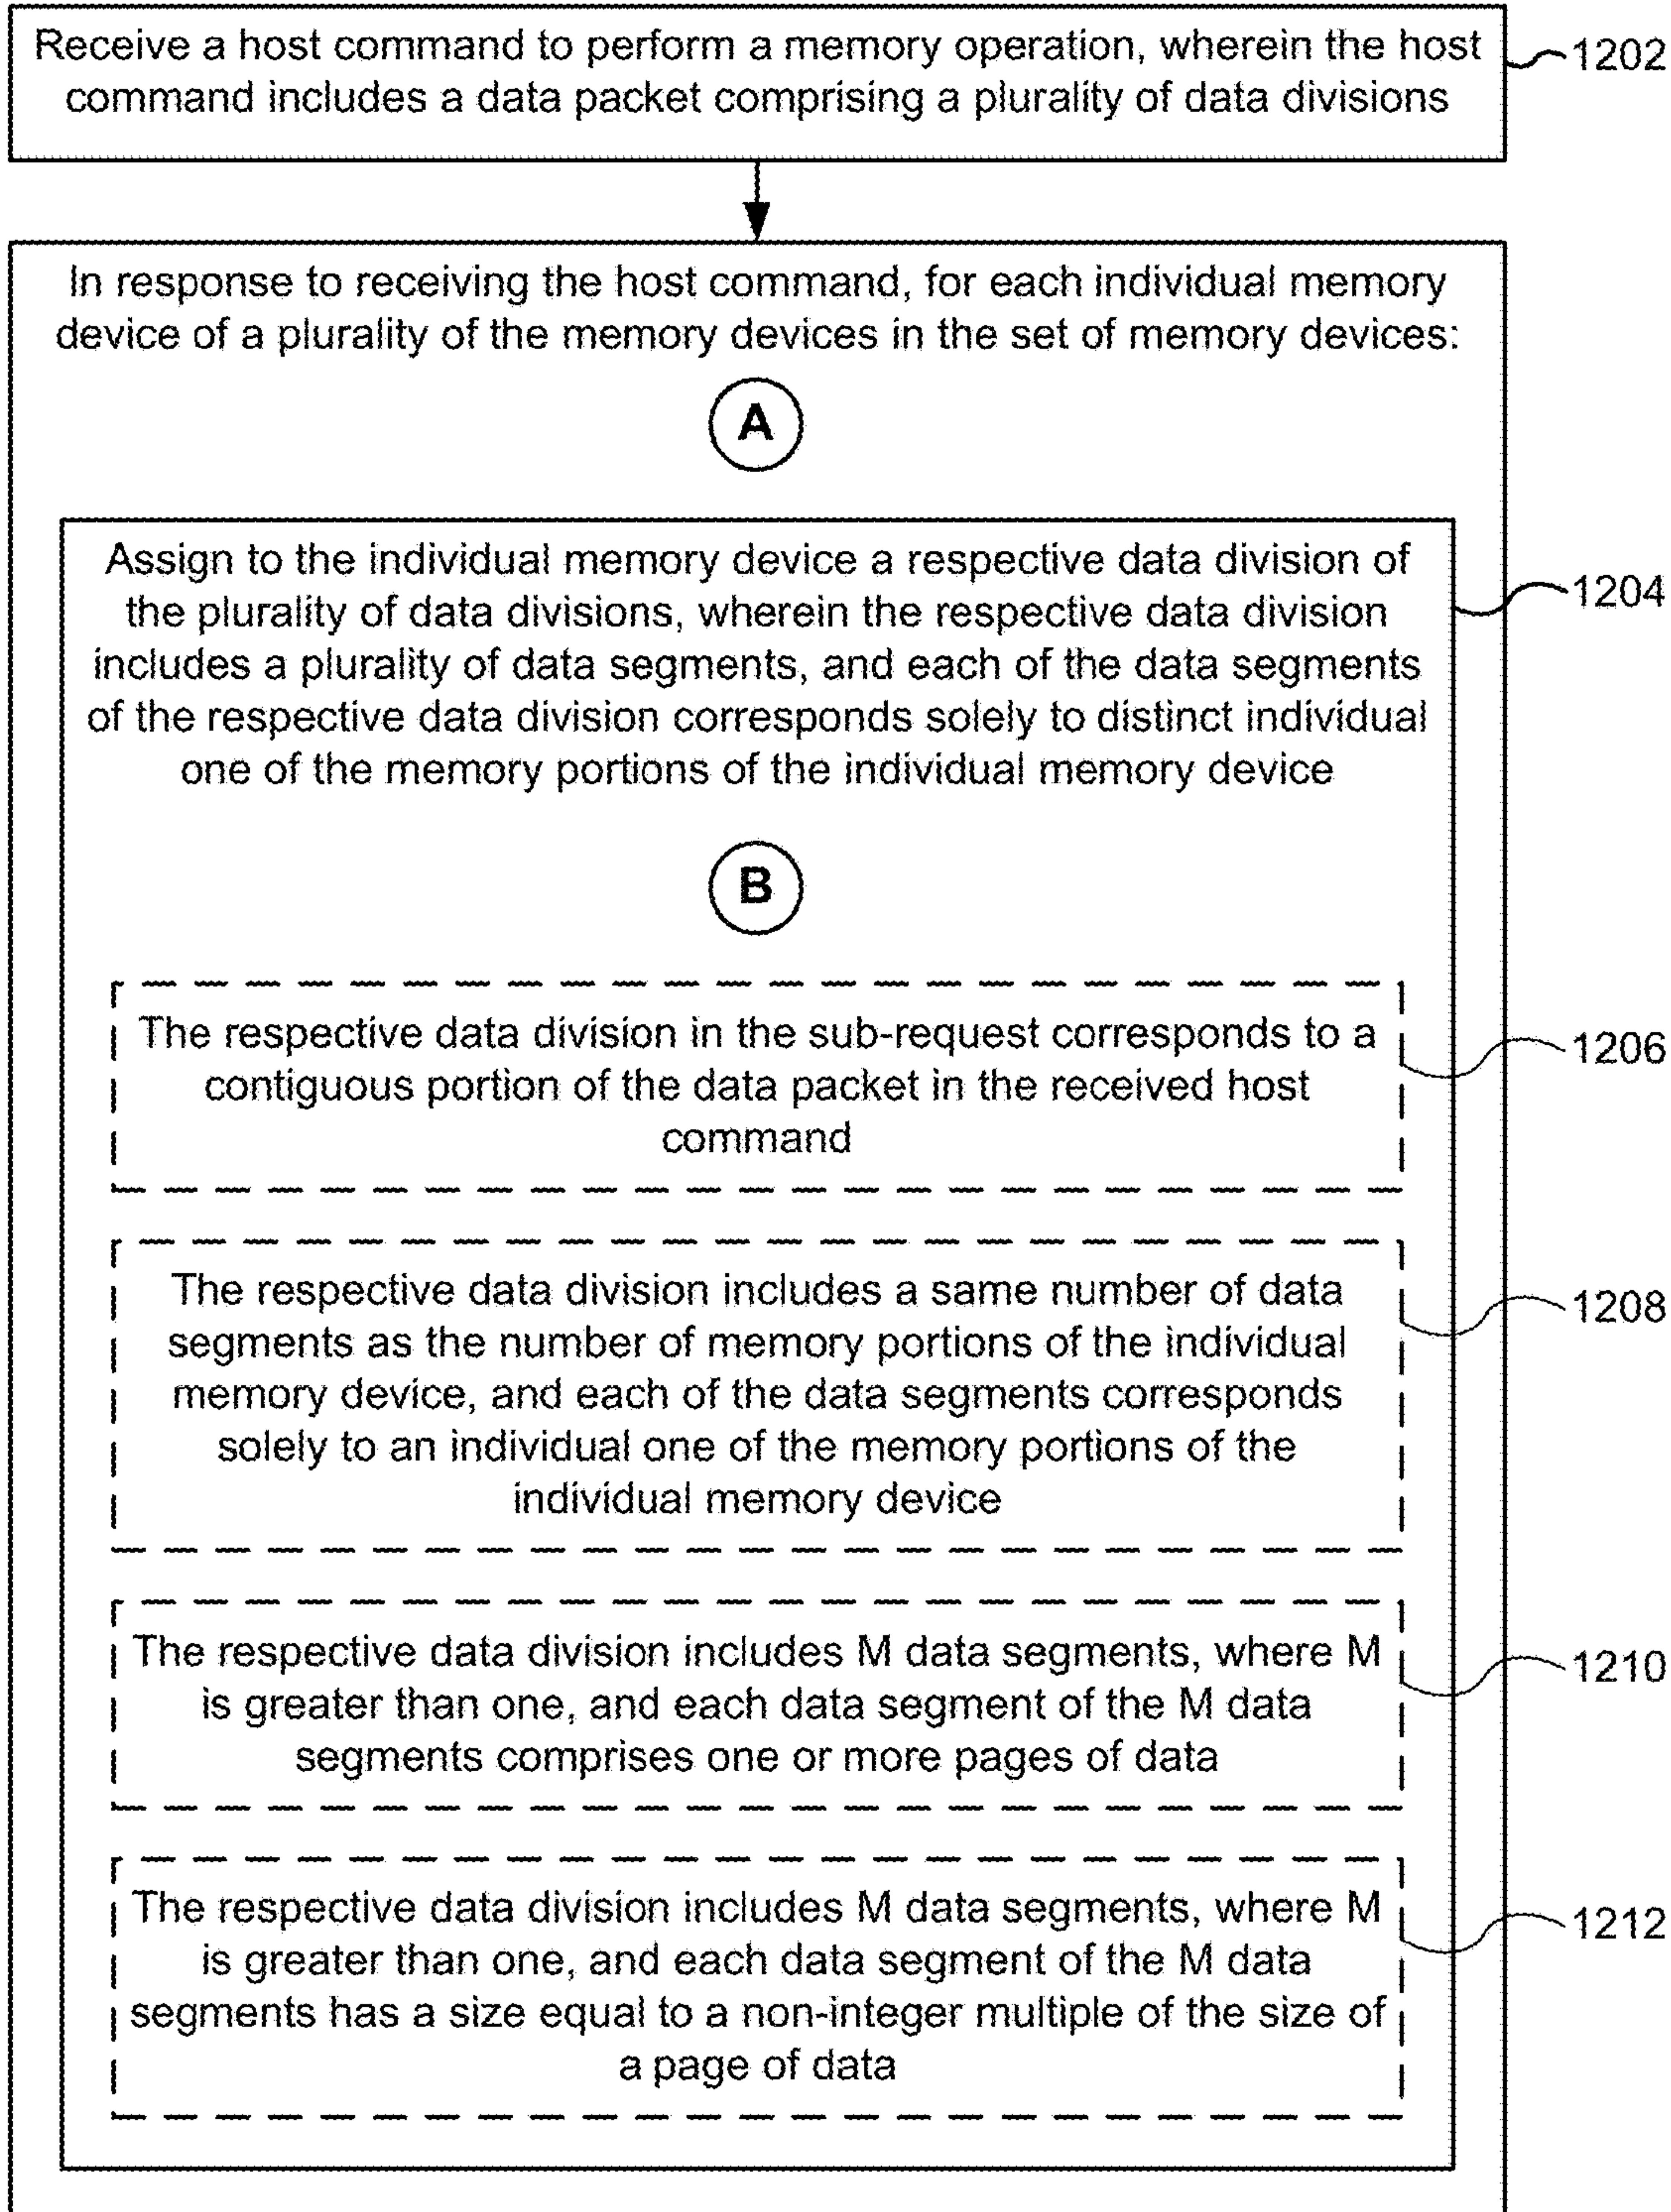 Receive a host command to perform a memory operation, wherein the host
command includes a data packet comprising a plurality of data divisions
1202
In response to receiving the host command, for each individual memory
device of a plurality of the memory devices in the set of memory devices:
A
Assign to the individual memory device a respective data division of
the plurality of data divisions, wherein the respective data division
includes a plurality of data segments, and each of the data segments
of the respective data division corresponds solely to distinct individual
one of the memory portions of the individual memory device
1204
B
The respective data division in the sub-request corresponds to a
contiguous portion of the data packet in the received host
command
1206
The respective data division includes a same number of data
segments as the number of memory portions of the individual
memory device, and each of the data segments corresponds
solely to an individual one of the memory portions of the
individual memory device
1208
The respective data division includes M data segments, where M
is greater than one, and each data segment of the M data
segments comprises one or more pages of data
1210
The respective data division includes M data segments, where M
is greater than one, and each data segment of the M data
segments has a size equal to a non-integer multiple of the size of
a page of data
1212